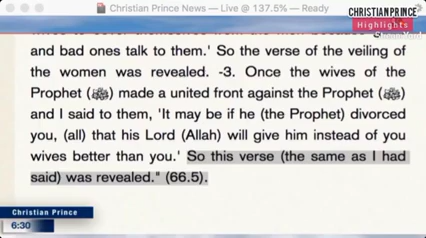 Christian Prince News — Live @ 137.5% — Ready
CHRISTIAN PRINCE
Highlights
and bad ones talk to them.' So the verse of the veiling of
the women was revealed. -3. Once the wives of the
Prophet (ﷺ) made a united front against the Prophet (ﷺ)
and I said to them, 'It may be if he (the Prophet) divorced
you, (all) that his Lord (Allah) will give him instead of you
wives better than you.' So this verse (the same as I had
said) was revealed." (66.5).
Christian Prince
6:30